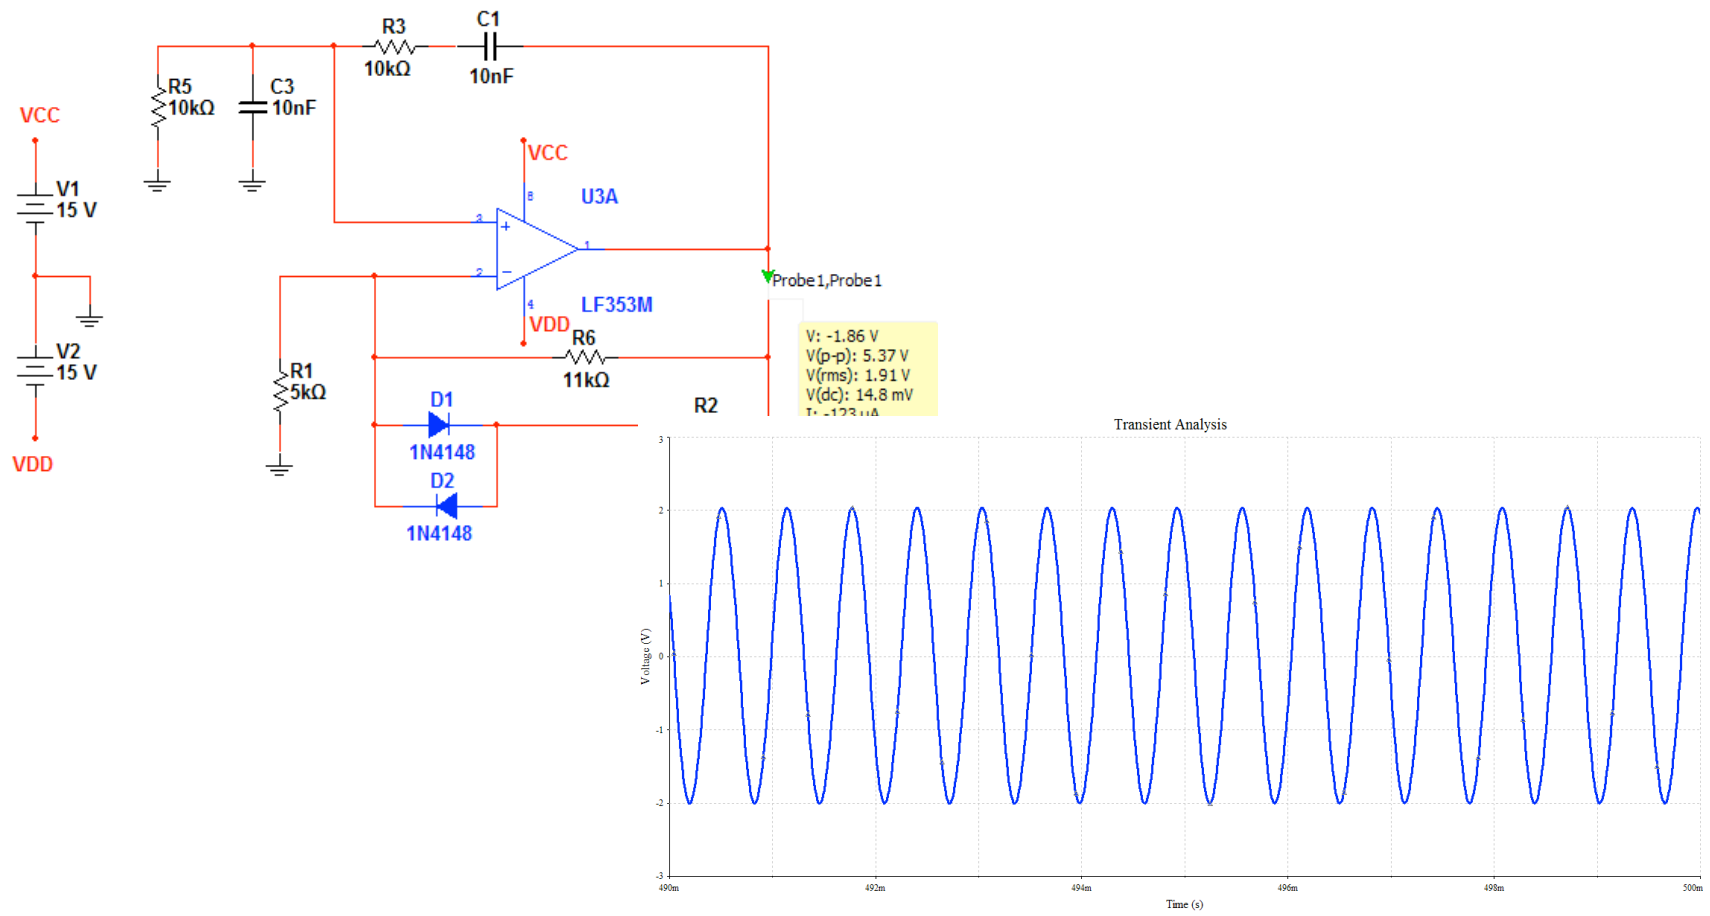 R3
C1
10kΩ
10nF
R5
10kΩ
C3
10nF
VCC
V1
15 V
VCC
8
U3A
3
+
1
2
−
4
LF353M
VDD
Probe1,Probe1
V: -1.86 V
V(p-p): 5.37 V
V(rms): 1.91 V
V(dc): 14.8 mV
I: -123 uA
V2
15 V
VDD
R6
11kΩ
R1
5kΩ
R2
D1
1N4148
D2
1N4148
Transient Analysis
3
2
1
0
-1
-2
-3
Voltage (V)
490m
492m
494m
496m
498m
500m
Time (s)